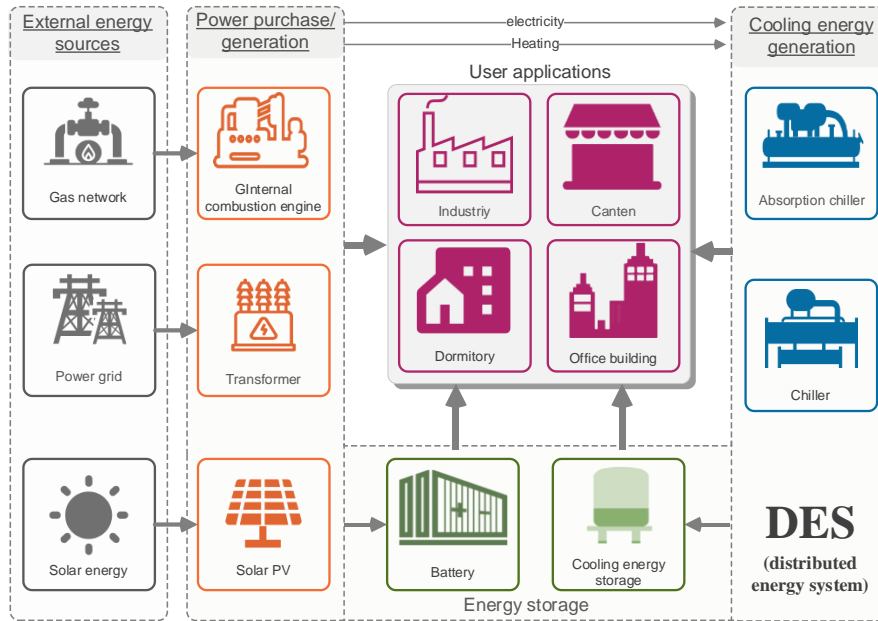 External energy
sources
Power purchase/
generation
electricity
Heating
Cooling energy
generation
User applications
Gas network
GInternal
combustion engine
Industriy
Canten
Absorption chiller
Power grid
Transformer
Dormitory
Office building
Chiller
Solar energy
Solar PV
Battery
Cooling energy
storage
Energy storage
DES
(distributed
energy system)